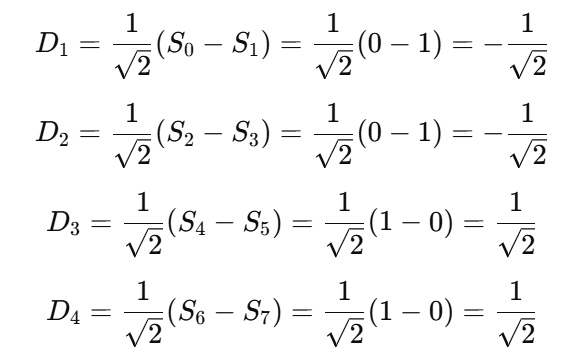 D₁ = 1/√2 (S₀ − S₁) = 1/√2 (0 − 1) = −1/√2
D₂ = 1/√2 (S₂ − S₃) = 1/√2 (0 − 1) = −1/√2
D₃ = 1/√2 (S₄ − S₅) = 1/√2 (1 − 0) = 1/√2
D₄ = 1/√2 (S₆ − S₇) = 1/√2 (1 − 0) = 1/√2